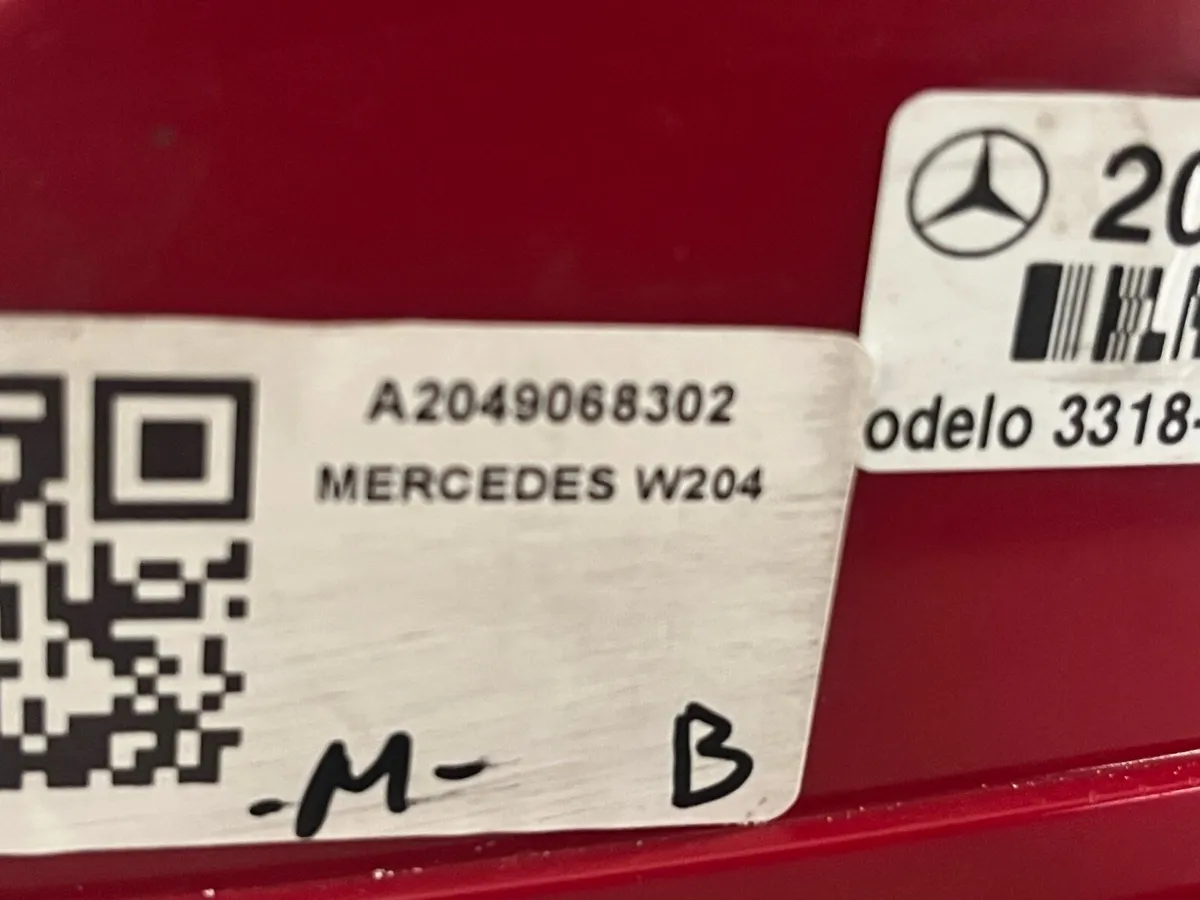 A2049068302
MERCEDES W204
-M- B
20
odelo 3318-